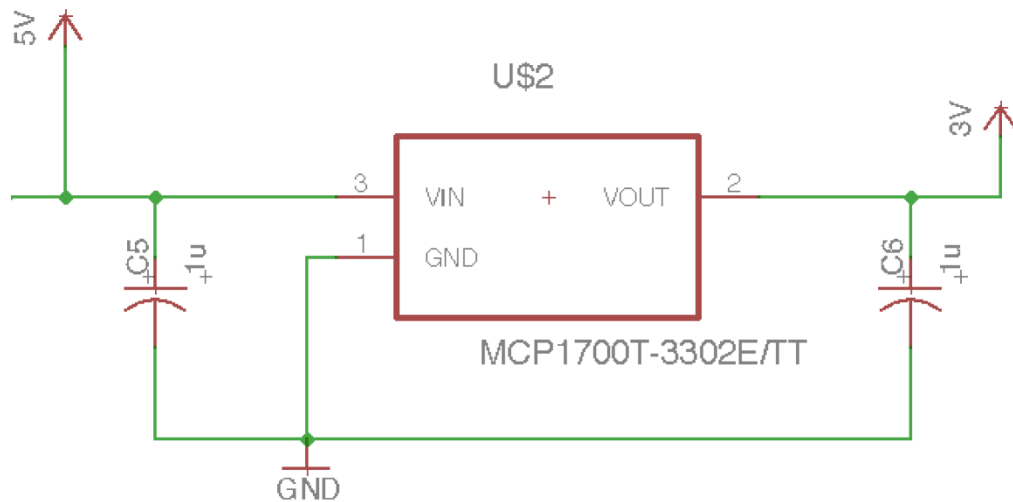 5V
U$2
3V
3
VIN
VOUT
2
1
GND
C5
1u
C6
1u
MCP1700T-3302E/TT
GND